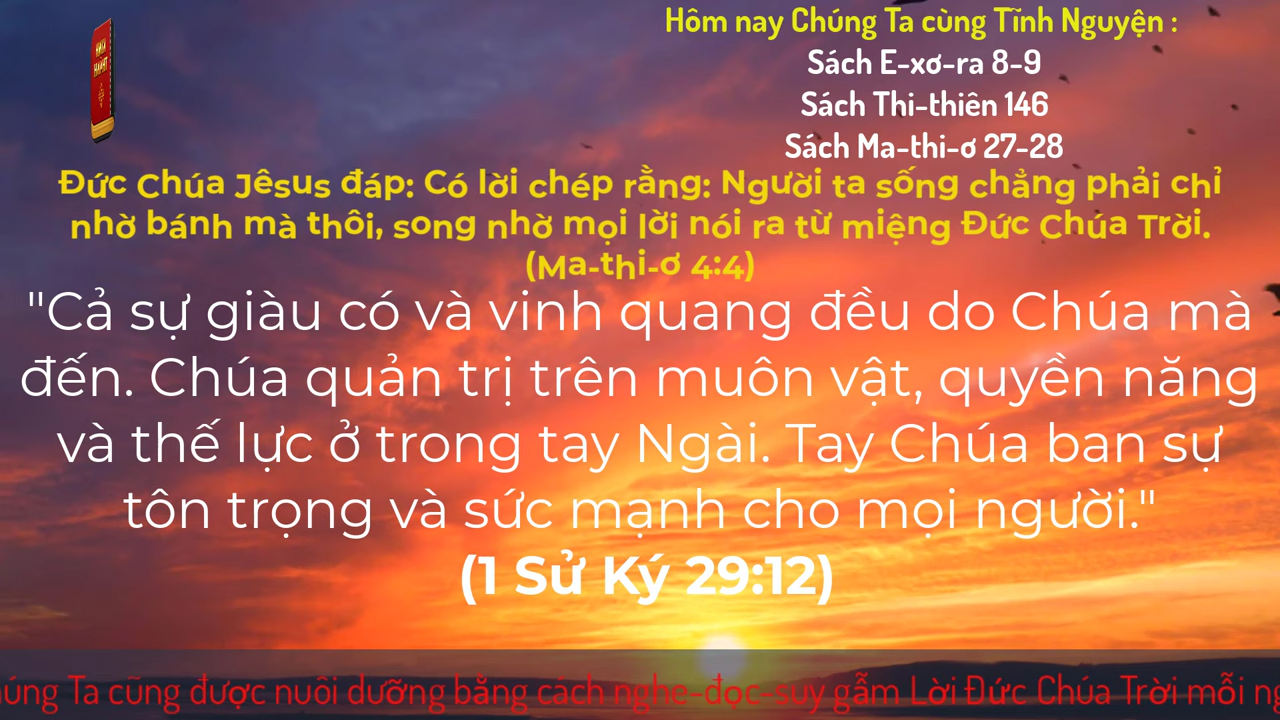 Hôm nay Chúng Ta cùng Tĩnh Nguyện :
Sách E-xơ-ra 8-9
Sách Thi-thiên 146
Sách Ma-thi-ơ 27-28
Đức Chúa Jêsus đáp: Có lời chép rằng: Người ta sống chẳng phải chỉ
nhờ bánh mà thôi, song nhờ mọi lời nói ra từ miệng Đức Chúa Trời.
(Ma-thi-ơ 4:4)
"Cả sự giàu có và vinh quang đều do Chúa mà
đến. Chúa quản trị trên muôn vật, quyền năng
và thế lực ở trong tay Ngài. Tay Chúa ban sự
tôn trọng và sức mạnh cho mọi người."
(1 Sử Ký 29:12)
húng Ta cũng được nuôi dưỡng bằng cách nghe-đọc-suy gẫm Lời Đức Chúa Trời mỗi ng